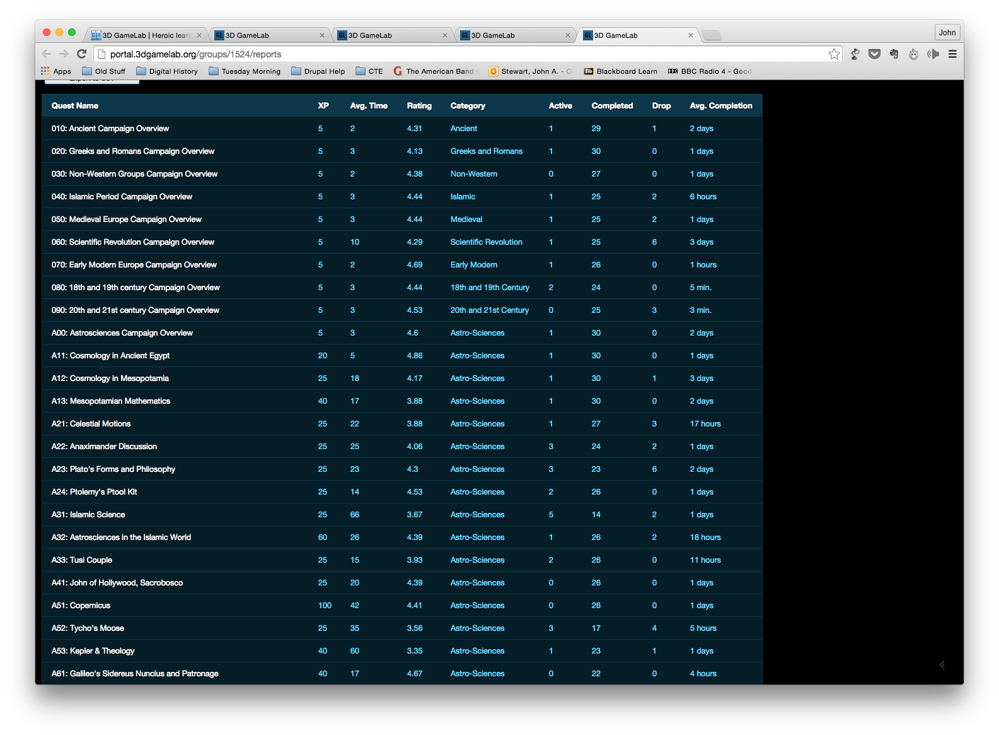 3D GameLab | Heroic learn
3D GameLab
3D GameLab
3D GameLab
3D GameLab
John
portal.3dgamelab.org/groups/1524/reports
Apps Old Stuff Digital History Tuesday Morning Drupal Help CTE The American Band Stewart, John A. - O Blackboard Learn BBC Radio 4 - Good
Quest Name XP Avg. Time Rating Category Active Completed Drop Avg. Completion
010: Ancient Campaign Overview 5 2 4.31 Ancient 1 29 1 2 days
020: Greeks and Romans Campaign Overview 5 3 4.13 Greeks and Romans 1 30 0 1 days
030: Non-Western Groups Campaign Overview 5 2 4.38 Non-Western 0 27 0 1 days
040: Islamic Period Campaign Overview 5 3 4.44 Islamic 1 25 2 6 hours
050: Medieval Europe Campaign Overview 5 3 4.44 Medieval 1 25 2 1 days
060: Scientific Revolution Campaign Overview 5 10 4.29 Scientific Revolution 1 25 6 3 days
070: Early Modern Europe Campaign Overview 5 2 4.69 Early Modern 1 26 0 1 hours
080: 18th and 19th century Campaign Overview 5 3 4.44 18th and 19th Century 2 24 0 5 min.
090: 20th and 21st century Campaign Overview 5 3 4.53 20th and 21st Century 0 25 3 3 min.
A00: Astrosciences Campaign Overview 5 3 4.6 Astro-Sciences 1 30 0 2 days
A11: Cosmology in Ancient Egypt 20 5 4.86 Astro-Sciences 1 30 0 1 days
A12: Cosmology in Mesopotamia 25 18 4.17 Astro-Sciences 1 30 1 3 days
A13: Mesopotamian Mathematics 40 17 3.88 Astro-Sciences 1 30 0 2 days
A21: Celestial Motions 25 22 3.88 Astro-Sciences 1 27 3 17 hours
A22: Anaximander Discussion 25 25 4.06 Astro-Sciences 3 24 2 1 days
A23: Plato's Forms and Philosophy 25 23 4.3 Astro-Sciences 3 23 6 2 days
A24: Ptolemy's Ptool Kit 25 14 4.53 Astro-Sciences 2 26 0 1 days
A31: Islamic Science 25 66 3.67 Astro-Sciences 5 14 2 1 days
A32: Astrosciences in the Islamic World 60 26 4.39 Astro-Sciences 1 26 2 18 hours
A33: Tusi Couple 25 15 3.93 Astro-Sciences 2 26 0 11 hours
A41: John of Hollywood, Sacrobosco 25 20 4.39 Astro-Sciences 0 26 0 1 days
A51: Copernicus 100 42 4.41 Astro-Sciences 0 26 0 1 days
A52: Tycho's Moose 25 35 3.56 Astro-Sciences 3 17 4 5 hours
A53: Kepler & Theology 40 60 3.35 Astro-Sciences 1 23 1 1 days
A61: Galileo's Sidereus Nuncius and Patronage 40 17 4.67 Astro-Sciences 0 22 0 4 hours